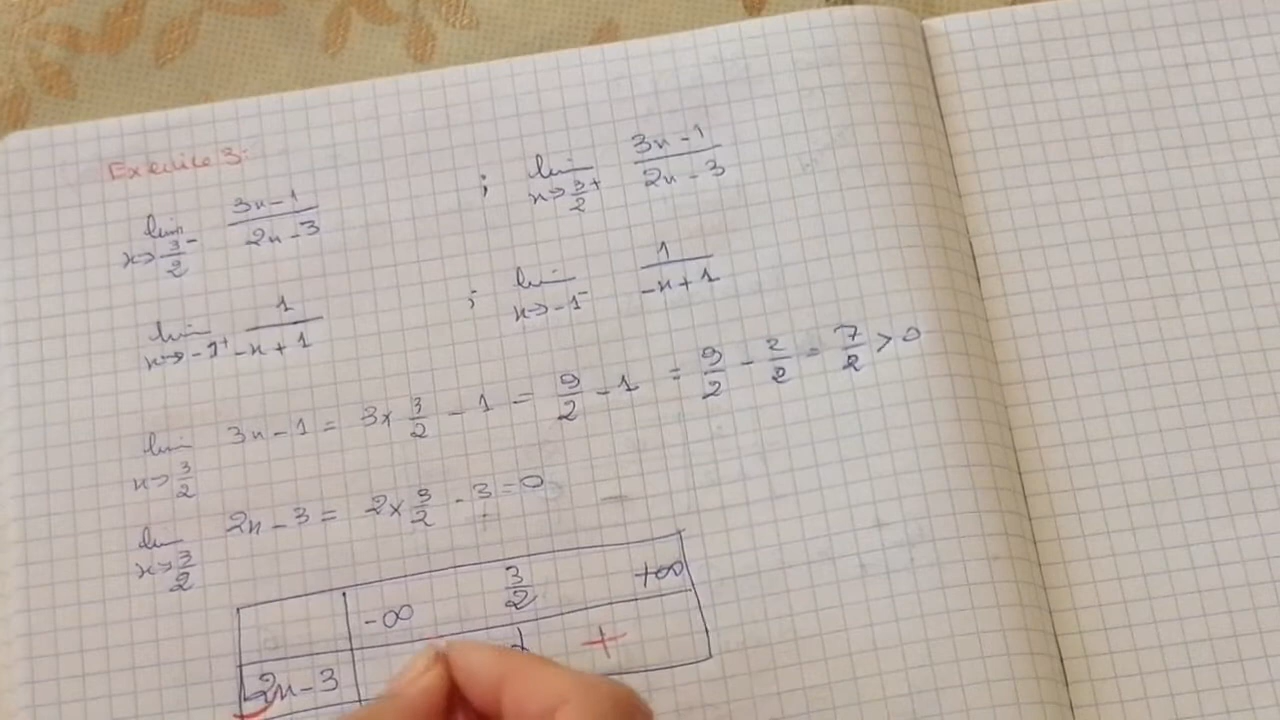 Exercice 3:
lim x→3/2⁻ (3x-1)/(2x-3) ; lim x→3/2⁺ (3x-1)/(2x-3)
lim x→-1⁺ 1/(-x+1) ; lim x→-1⁻ 1/(-x+1)
lim x→3/2 3x-1 = 3×3/2 - 1 = 9/2 - 1 = 9/2 - 2/2 = 7/2 > 0
lim x→3/2 2x-3 = 2×3/2 - 3 = 0
-∞ 3/2 +∞
2x-3 +